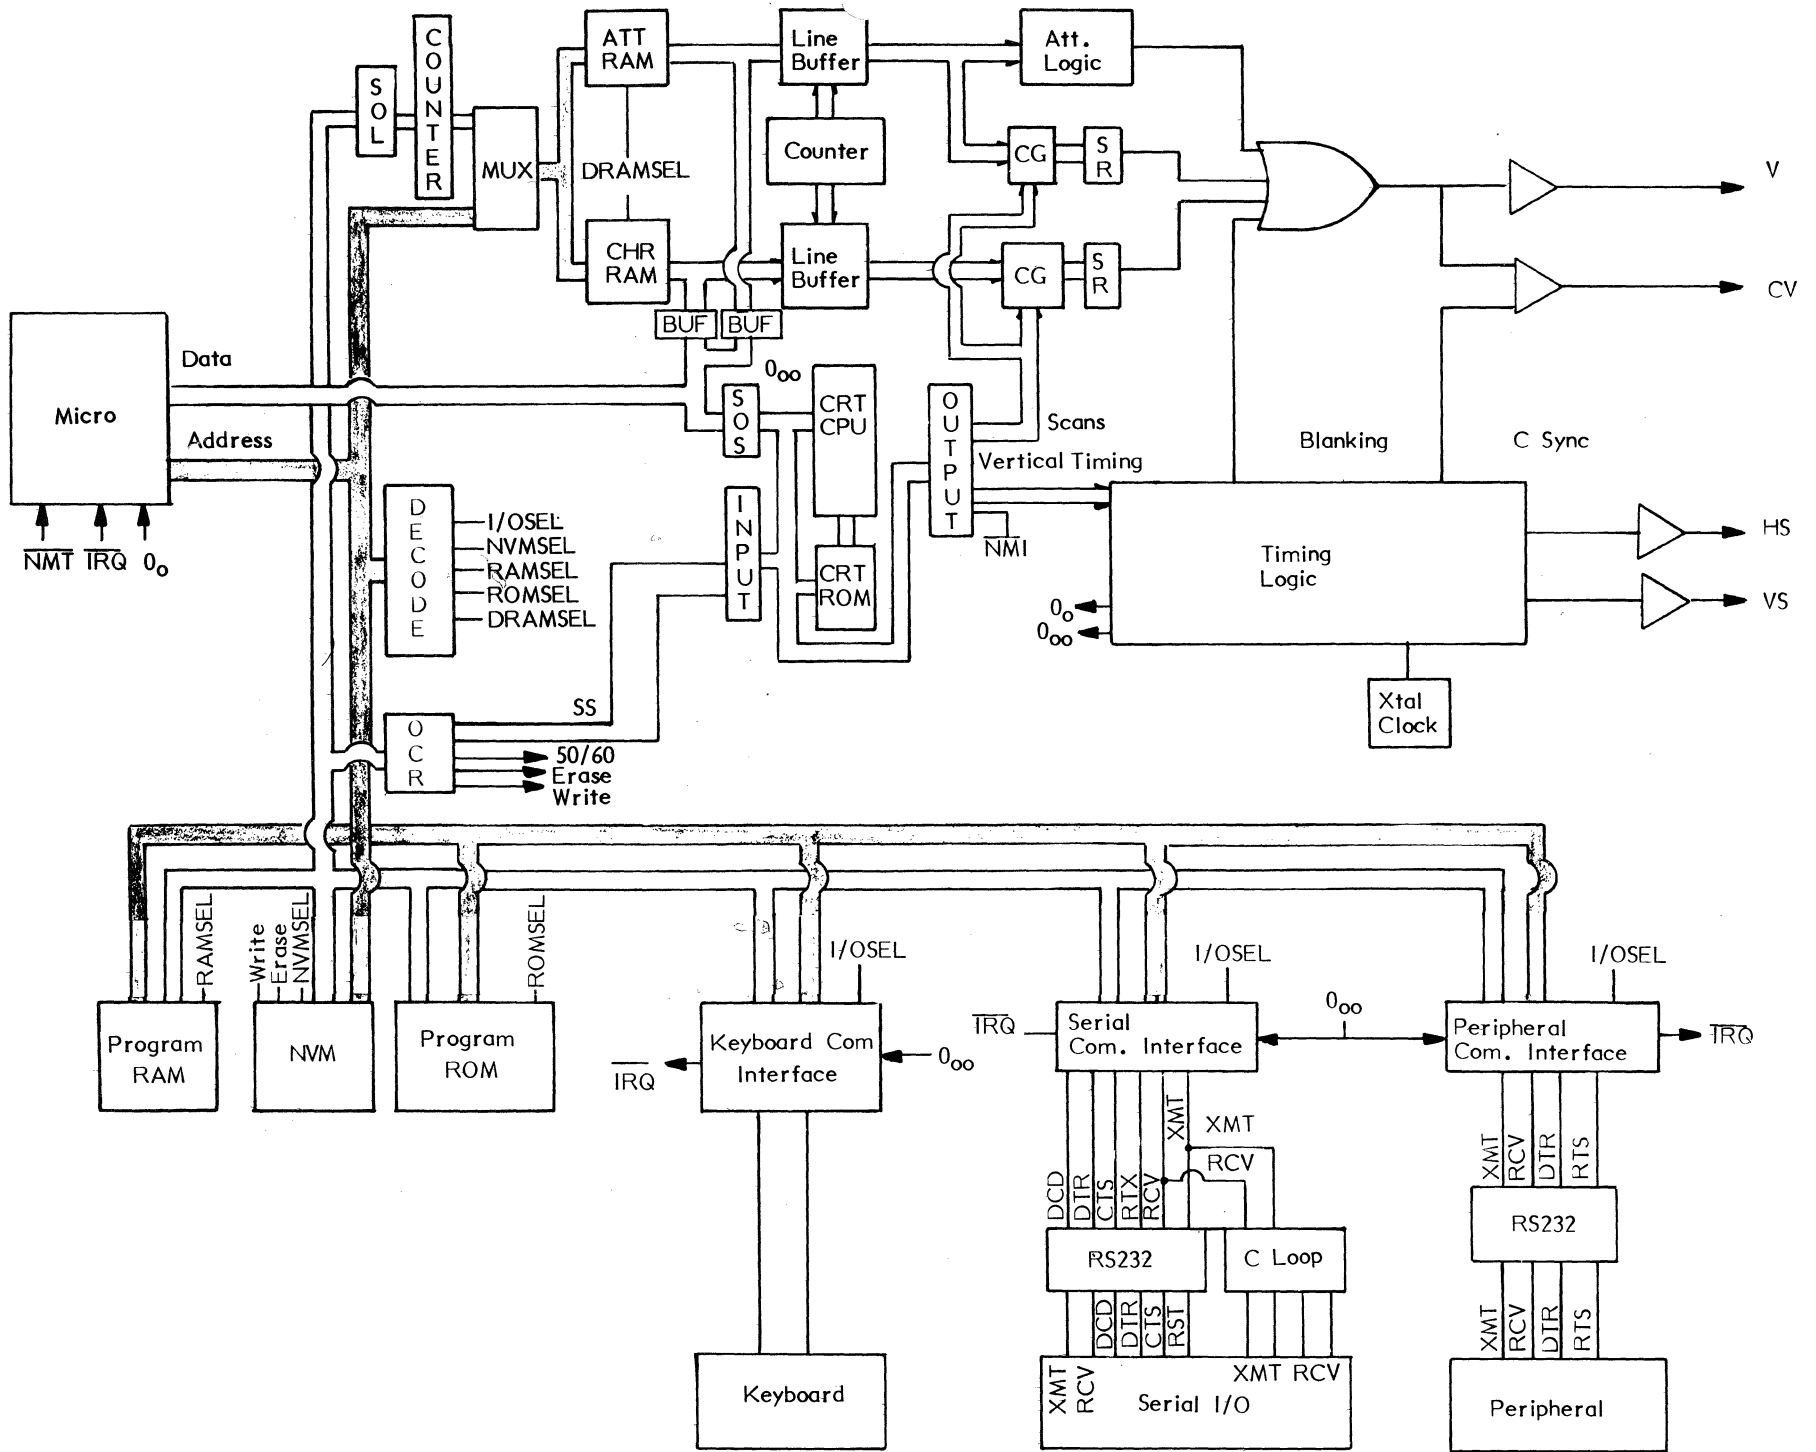 COUNTER
SOL
MUX
ATT
RAM
DRAMSEL
CHR
RAM
Line
Buffer
Counter
Line
Buffer
Att.
Logic
CG
SR
CG
SR
V
CV
BUF
BUF
Micro
Data
Address
NMT
IRQ
0o
SOS
0oo
CRT
CPU
CRT
ROM
INPUT
OUTPUT
Scans
Vertical Timing
NMI
Blanking
C Sync
Timing
Logic
0o
0oo
HS
VS
Xtal
Clock
DECODE
I/OSEL
NVMSEL
RAMSEL
ROMSEL
DRAMSEL
OCR
SS
50/60
Erase
Write
RAMSEL
Write
Erase
NVMSEL
ROMSEL
I/OSEL
I/OSEL
I/OSEL
Program
RAM
NVM
Program
ROM
IRQ
Keyboard Com
Interface
0oo
IRQ
Serial
Com. Interface
0oo
Peripheral
Com. Interface
IRQ
DCD
DTR
CTS
RTX
RCV
XMT
XMT
RCV
XMT
RCV
DTR
RTS
RS232
C Loop
RS232
DCD
DTR
CTS
RST
XMT
RCV
DTR
RTS
Keyboard
XMT
RCV
XMT RCV
Serial I/O
Peripheral